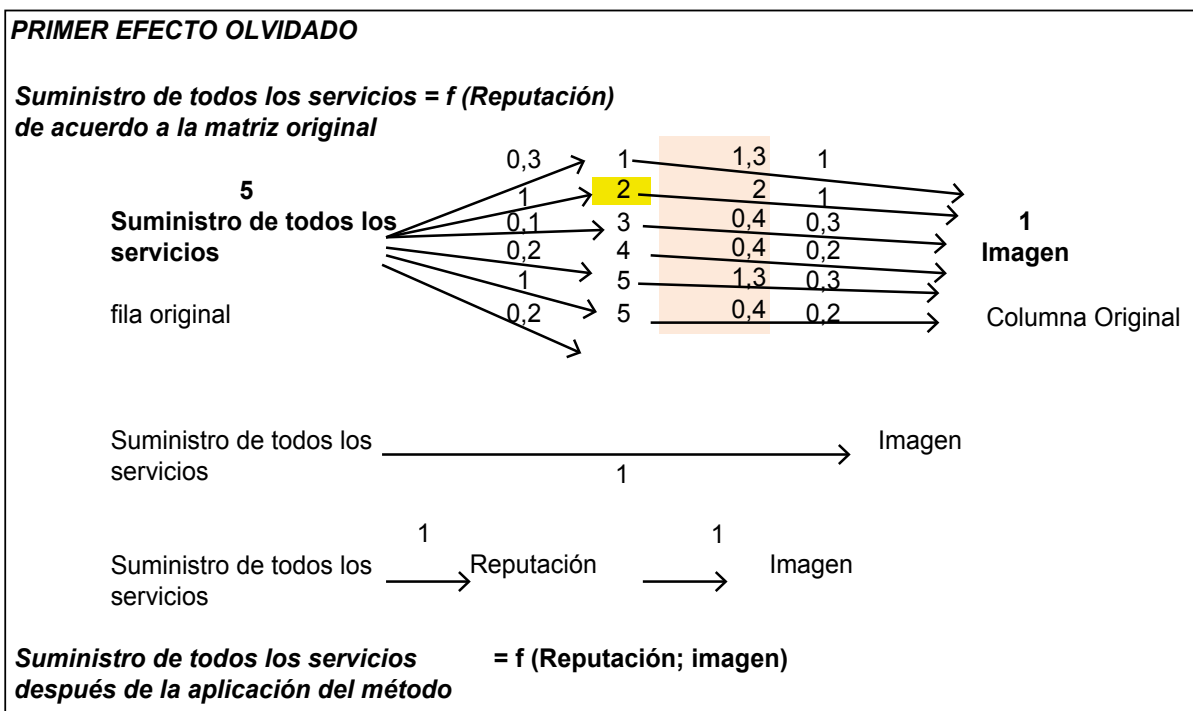 PRIMER EFECTO OLVIDADO
Suministro de todos los servicios = f (Reputación)
de acuerdo a la matriz original
0,3 1 1,3 1
5 1 2 2 1
Suministro de todos los 0,1 3 0,4 0,3 1
servicios 0,2 4 0,4 0,2 Imagen
1 5 1,3 0,3
fila original 0,2 5 0,4 0,2 Columna Original
Suministro de todos los Imagen
servicios
1
1 1
Suministro de todos los Reputación Imagen
servicios
Suministro de todos los servicios = f (Reputación; imagen)
después de la aplicación del método